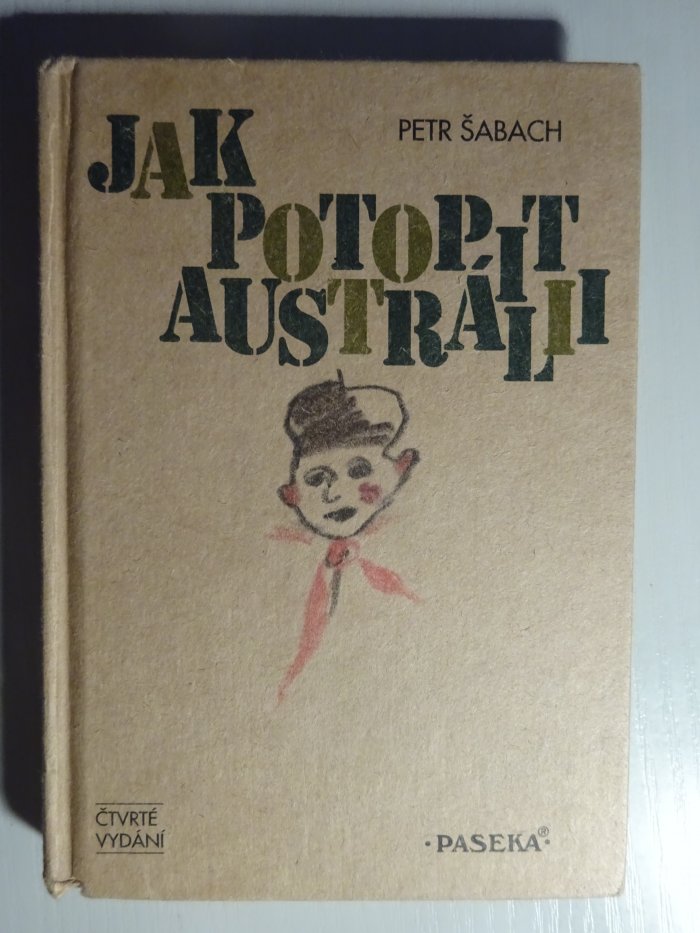 PETR ŠABACH
JAK
POTOPIT
AUSTRÁLII
ČTVRTÉ
VYDÁNÍ
·PASEKA®·